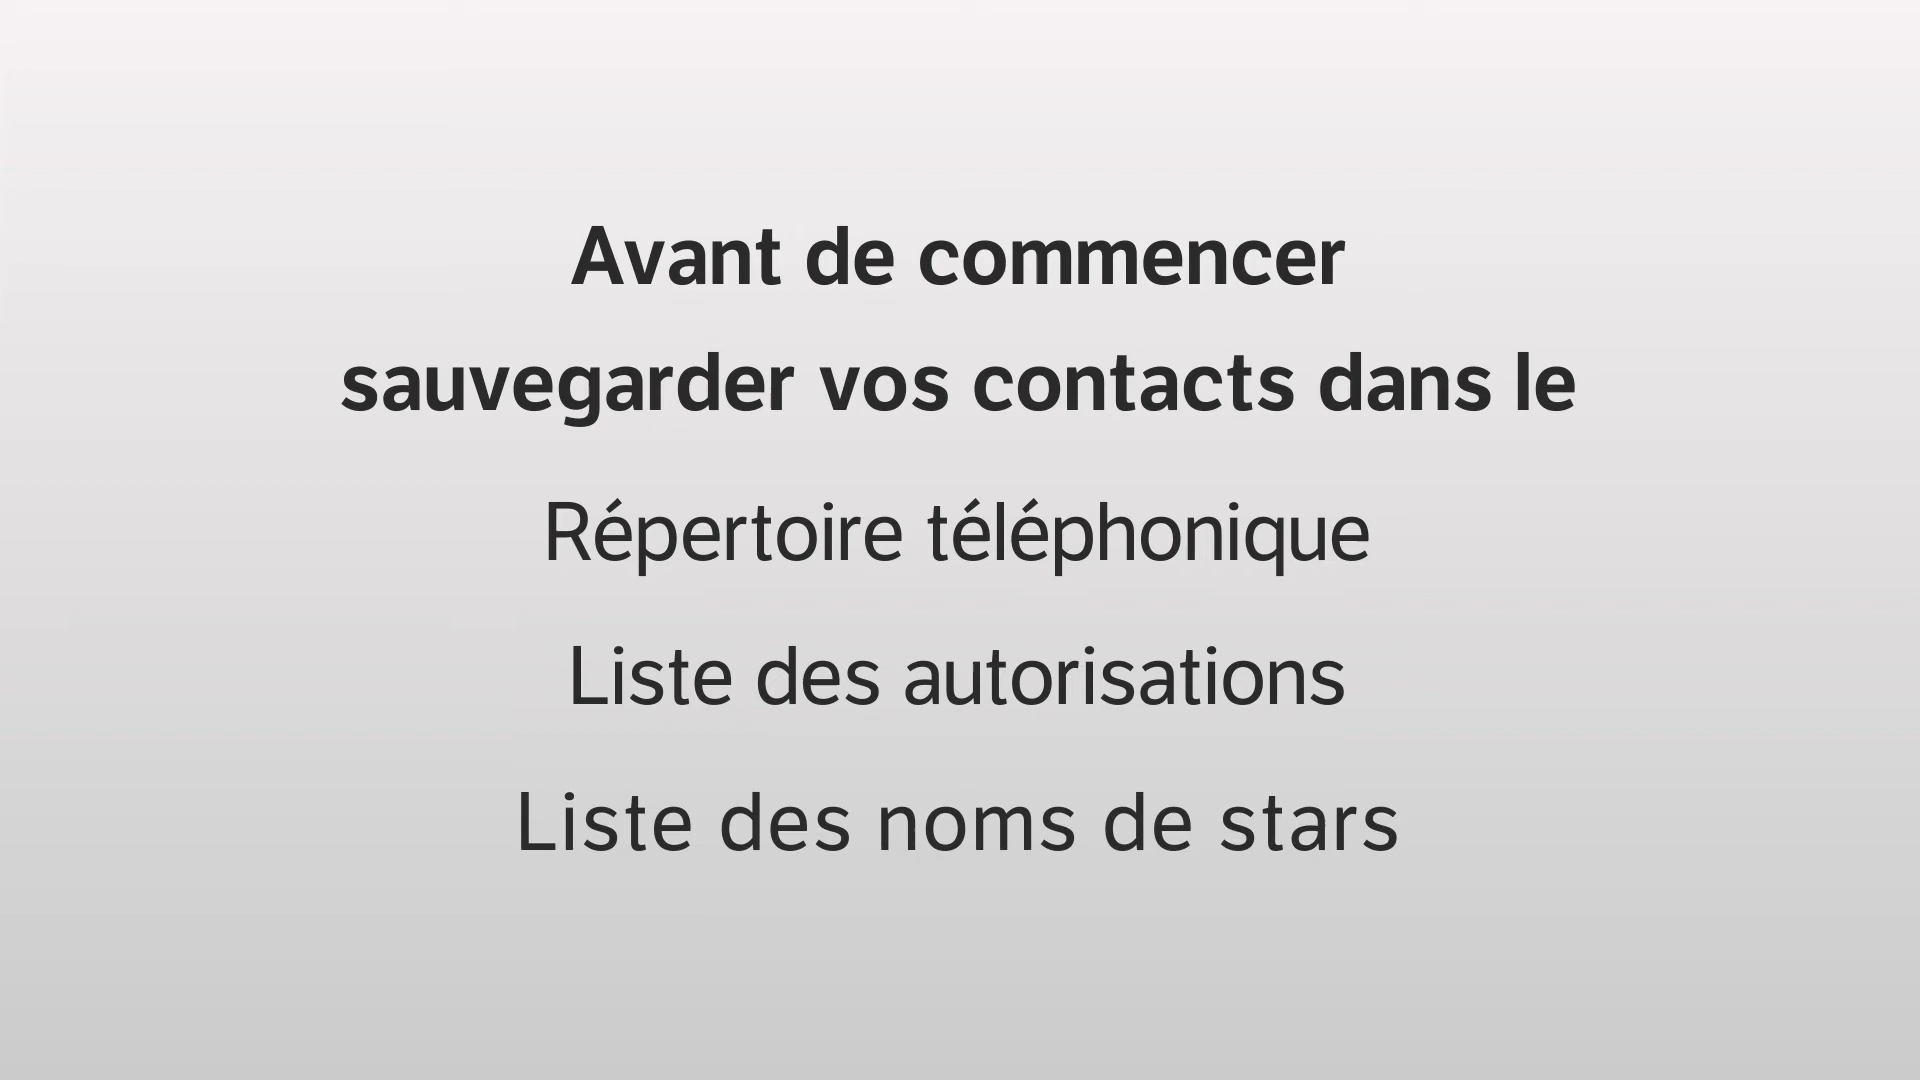 Avant de commencer
sauvegarder vos contacts dans le
Répertoire téléphonique
Liste des autorisations
Liste des noms de stars